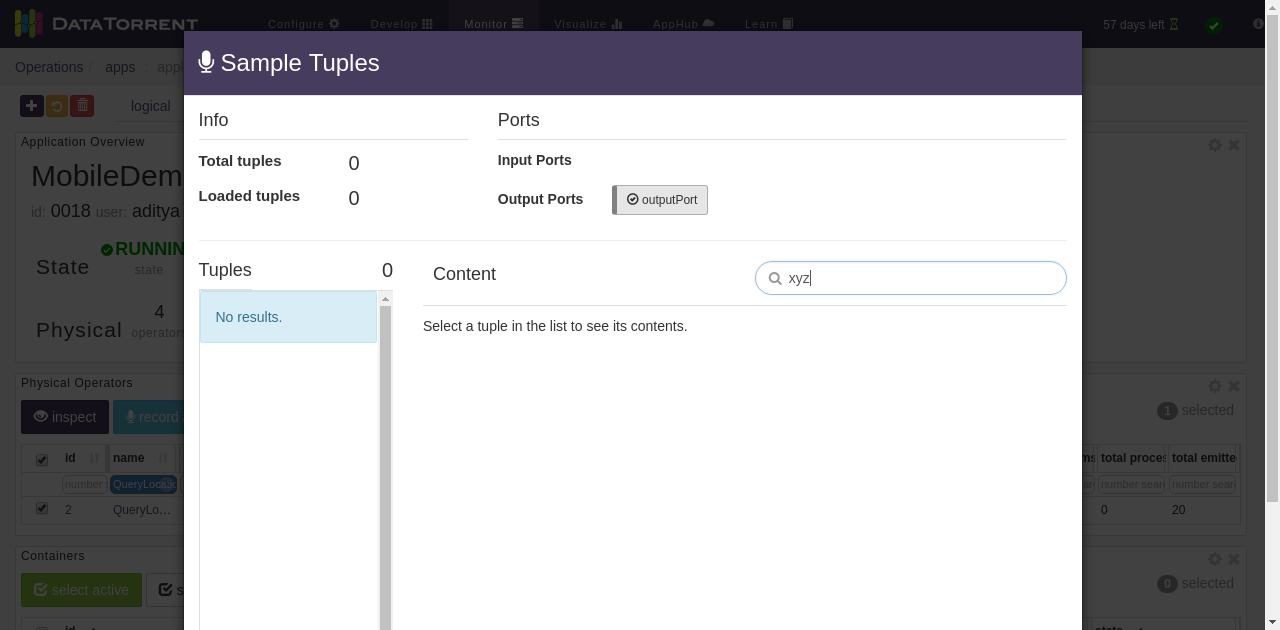 DATATORRENT
Configure
Develop
Monitor
Visualize
AppHub
Learn
57 days left
Operations / apps :
Sample Tuples
logical
Info
Ports
Total tuples 0
Input Ports
Loaded tuples 0
Output Ports
outputPort
Tuples 0
Content
xyz
No results.
Select a tuple in the list to see its contents.
Application Overview
MobileDem
id: 0018 user: aditya
State
RUNNIN
state
Physical
4
operators
Physical Operators
inspect
record
1 selected
id
name
total proces
total emitte
number
QueryLocatio
number sear
number sear
2
QueryLo...
0
20
Containers
select active
s
0 selected
id
state